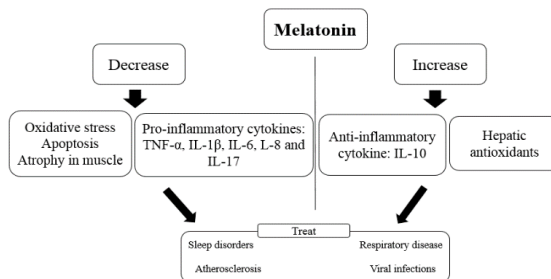 Melatonin
Decrease
Increase
Oxidative stress
Apoptosis
Atrophy in muscle
Pro-inflammatory cytokines:
TNF-α, IL-1β, IL-6, L-8 and
IL-17
Anti-inflammatory
cytokine: IL-10
Hepatic
antioxidants
Treat
Sleep disorders
Respiratory disease
Atherosclerosis
Viral infections